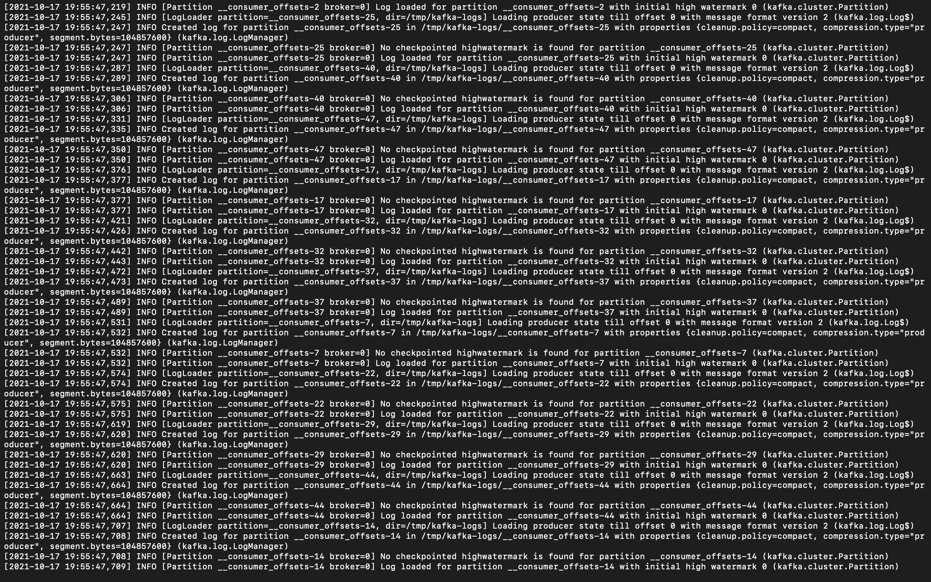 [2021-10-17 19:55:47,219] INFO [Partition __consumer_offsets-2 broker=0] Log loaded for partition __consumer_offsets-2 with initial high watermark 0 (kafka.cluster.Partition)
[2021-10-17 19:55:47,245] INFO [LogLoader partition=__consumer_offsets-25, dir=/tmp/kafka-logs] Loading producer state till offset 0 with message format version 2 (kafka.log.Log$)
[2021-10-17 19:55:47,247] INFO Created log for partition __consumer_offsets-25 in /tmp/kafka-logs/__consumer_offsets-25 with properties {cleanup.policy=compact, compression.type="pr
oducer", segment.bytes=104857600} (kafka.log.LogManager)
[2021-10-17 19:55:47,247] INFO [Partition __consumer_offsets-25 broker=0] No checkpointed highwatermark is found for partition __consumer_offsets-25 (kafka.cluster.Partition)
[2021-10-17 19:55:47,247] INFO [Partition __consumer_offsets-25 broker=0] Log loaded for partition __consumer_offsets-25 with initial high watermark 0 (kafka.cluster.Partition)
[2021-10-17 19:55:47,287] INFO [LogLoader partition=__consumer_offsets-40, dir=/tmp/kafka-logs] Loading producer state till offset 0 with message format version 2 (kafka.log.Log$)
[2021-10-17 19:55:47,289] INFO Created log for partition __consumer_offsets-40 in /tmp/kafka-logs/__consumer_offsets-40 with properties {cleanup.policy=compact, compression.type="pr
oducer", segment.bytes=104857600} (kafka.log.LogManager)
[2021-10-17 19:55:47,306] INFO [Partition __consumer_offsets-40 broker=0] No checkpointed highwatermark is found for partition __consumer_offsets-40 (kafka.cluster.Partition)
[2021-10-17 19:55:47,306] INFO [Partition __consumer_offsets-40 broker=0] Log loaded for partition __consumer_offsets-40 with initial high watermark 0 (kafka.cluster.Partition)
[2021-10-17 19:55:47,331] INFO [LogLoader partition=__consumer_offsets-47, dir=/tmp/kafka-logs] Loading producer state till offset 0 with message format version 2 (kafka.log.Log$)
[2021-10-17 19:55:47,335] INFO Created log for partition __consumer_offsets-47 in /tmp/kafka-logs/__consumer_offsets-47 with properties {cleanup.policy=compact, compression.type="pr
oducer", segment.bytes=104857600} (kafka.log.LogManager)
[2021-10-17 19:55:47,350] INFO [Partition __consumer_offsets-47 broker=0] No checkpointed highwatermark is found for partition __consumer_offsets-47 (kafka.cluster.Partition)
[2021-10-17 19:55:47,350] INFO [Partition __consumer_offsets-47 broker=0] Log loaded for partition __consumer_offsets-47 with initial high watermark 0 (kafka.cluster.Partition)
[2021-10-17 19:55:47,376] INFO [LogLoader partition=__consumer_offsets-17, dir=/tmp/kafka-logs] Loading producer state till offset 0 with message format version 2 (kafka.log.Log$)
[2021-10-17 19:55:47,377] INFO Created log for partition __consumer_offsets-17 in /tmp/kafka-logs/__consumer_offsets-17 with properties {cleanup.policy=compact, compression.type="pr
oducer", segment.bytes=104857600} (kafka.log.LogManager)
[2021-10-17 19:55:47,377] INFO [Partition __consumer_offsets-17 broker=0] No checkpointed highwatermark is found for partition __consumer_offsets-17 (kafka.cluster.Partition)
[2021-10-17 19:55:47,377] INFO [Partition __consumer_offsets-17 broker=0] Log loaded for partition __consumer_offsets-17 with initial high watermark 0 (kafka.cluster.Partition)
[2021-10-17 19:55:47,421] INFO [LogLoader partition=__consumer_offsets-32, dir=/tmp/kafka-logs] Loading producer state till offset 0 with message format version 2 (kafka.log.Log$)
[2021-10-17 19:55:47,426] INFO Created log for partition __consumer_offsets-32 in /tmp/kafka-logs/__consumer_offsets-32 with properties {cleanup.policy=compact, compression.type="pr
oducer", segment.bytes=104857600} (kafka.log.LogManager)
[2021-10-17 19:55:47,442] INFO [Partition __consumer_offsets-32 broker=0] No checkpointed highwatermark is found for partition __consumer_offsets-32 (kafka.cluster.Partition)
[2021-10-17 19:55:47,443] INFO [Partition __consumer_offsets-32 broker=0] Log loaded for partition __consumer_offsets-32 with initial high watermark 0 (kafka.cluster.Partition)
[2021-10-17 19:55:47,472] INFO [LogLoader partition=__consumer_offsets-37, dir=/tmp/kafka-logs] Loading producer state till offset 0 with message format version 2 (kafka.log.Log$)
[2021-10-17 19:55:47,473] INFO Created log for partition __consumer_offsets-37 in /tmp/kafka-logs/__consumer_offsets-37 with properties {cleanup.policy=compact, compression.type="pr
oducer", segment.bytes=104857600} (kafka.log.LogManager)
[2021-10-17 19:55:47,489] INFO [Partition __consumer_offsets-37 broker=0] No checkpointed highwatermark is found for partition __consumer_offsets-37 (kafka.cluster.Partition)
[2021-10-17 19:55:47,489] INFO [Partition __consumer_offsets-37 broker=0] Log loaded for partition __consumer_offsets-37 with initial high watermark 0 (kafka.cluster.Partition)
[2021-10-17 19:55:47,531] INFO [LogLoader partition=__consumer_offsets-7, dir=/tmp/kafka-logs] Loading producer state till offset 0 with message format version 2 (kafka.log.Log$)
[2021-10-17 19:55:47,532] INFO Created log for partition __consumer_offsets-7 in /tmp/kafka-logs/__consumer_offsets-7 with properties {cleanup.policy=compact, compression.type="prod
ucer", segment.bytes=104857600} (kafka.log.LogManager)
[2021-10-17 19:55:47,532] INFO [Partition __consumer_offsets-7 broker=0] No checkpointed highwatermark is found for partition __consumer_offsets-7 (kafka.cluster.Partition)
[2021-10-17 19:55:47,532] INFO [Partition __consumer_offsets-7 broker=0] Log loaded for partition __consumer_offsets-7 with initial high watermark 0 (kafka.cluster.Partition)
[2021-10-17 19:55:47,574] INFO [LogLoader partition=__consumer_offsets-22, dir=/tmp/kafka-logs] Loading producer state till offset 0 with message format version 2 (kafka.log.Log$)
[2021-10-17 19:55:47,574] INFO Created log for partition __consumer_offsets-22 in /tmp/kafka-logs/__consumer_offsets-22 with properties {cleanup.policy=compact, compression.type="pr
oducer", segment.bytes=104857600} (kafka.log.LogManager)
[2021-10-17 19:55:47,575] INFO [Partition __consumer_offsets-22 broker=0] No checkpointed highwatermark is found for partition __consumer_offsets-22 (kafka.cluster.Partition)
[2021-10-17 19:55:47,575] INFO [Partition __consumer_offsets-22 broker=0] Log loaded for partition __consumer_offsets-22 with initial high watermark 0 (kafka.cluster.Partition)
[2021-10-17 19:55:47,619] INFO [LogLoader partition=__consumer_offsets-29, dir=/tmp/kafka-logs] Loading producer state till offset 0 with message format version 2 (kafka.log.Log$)
[2021-10-17 19:55:47,620] INFO Created log for partition __consumer_offsets-29 in /tmp/kafka-logs/__consumer_offsets-29 with properties {cleanup.policy=compact, compression.type="pr
oducer", segment.bytes=104857600} (kafka.log.LogManager)
[2021-10-17 19:55:47,620] INFO [Partition __consumer_offsets-29 broker=0] No checkpointed highwatermark is found for partition __consumer_offsets-29 (kafka.cluster.Partition)
[2021-10-17 19:55:47,620] INFO [Partition __consumer_offsets-29 broker=0] Log loaded for partition __consumer_offsets-29 with initial high watermark 0 (kafka.cluster.Partition)
[2021-10-17 19:55:47,663] INFO [LogLoader partition=__consumer_offsets-44, dir=/tmp/kafka-logs] Loading producer state till offset 0 with message format version 2 (kafka.log.Log$)
[2021-10-17 19:55:47,664] INFO Created log for partition __consumer_offsets-44 in /tmp/kafka-logs/__consumer_offsets-44 with properties {cleanup.policy=compact, compression.type="pr
oducer", segment.bytes=104857600} (kafka.log.LogManager)
[2021-10-17 19:55:47,664] INFO [Partition __consumer_offsets-44 broker=0] No checkpointed highwatermark is found for partition __consumer_offsets-44 (kafka.cluster.Partition)
[2021-10-17 19:55:47,664] INFO [Partition __consumer_offsets-44 broker=0] Log loaded for partition __consumer_offsets-44 with initial high watermark 0 (kafka.cluster.Partition)
[2021-10-17 19:55:47,707] INFO [LogLoader partition=__consumer_offsets-14, dir=/tmp/kafka-logs] Loading producer state till offset 0 with message format version 2 (kafka.log.Log$)
[2021-10-17 19:55:47,708] INFO Created log for partition __consumer_offsets-14 in /tmp/kafka-logs/__consumer_offsets-14 with properties {cleanup.policy=compact, compression.type="pr
oducer", segment.bytes=104857600} (kafka.log.LogManager)
[2021-10-17 19:55:47,708] INFO [Partition __consumer_offsets-14 broker=0] No checkpointed highwatermark is found for partition __consumer_offsets-14 (kafka.cluster.Partition)
[2021-10-17 19:55:47,709] INFO [Partition __consumer_offsets-14 broker=0] Log loaded for partition __consumer_offsets-14 with initial high watermark 0 (kafka.cluster.Partition)